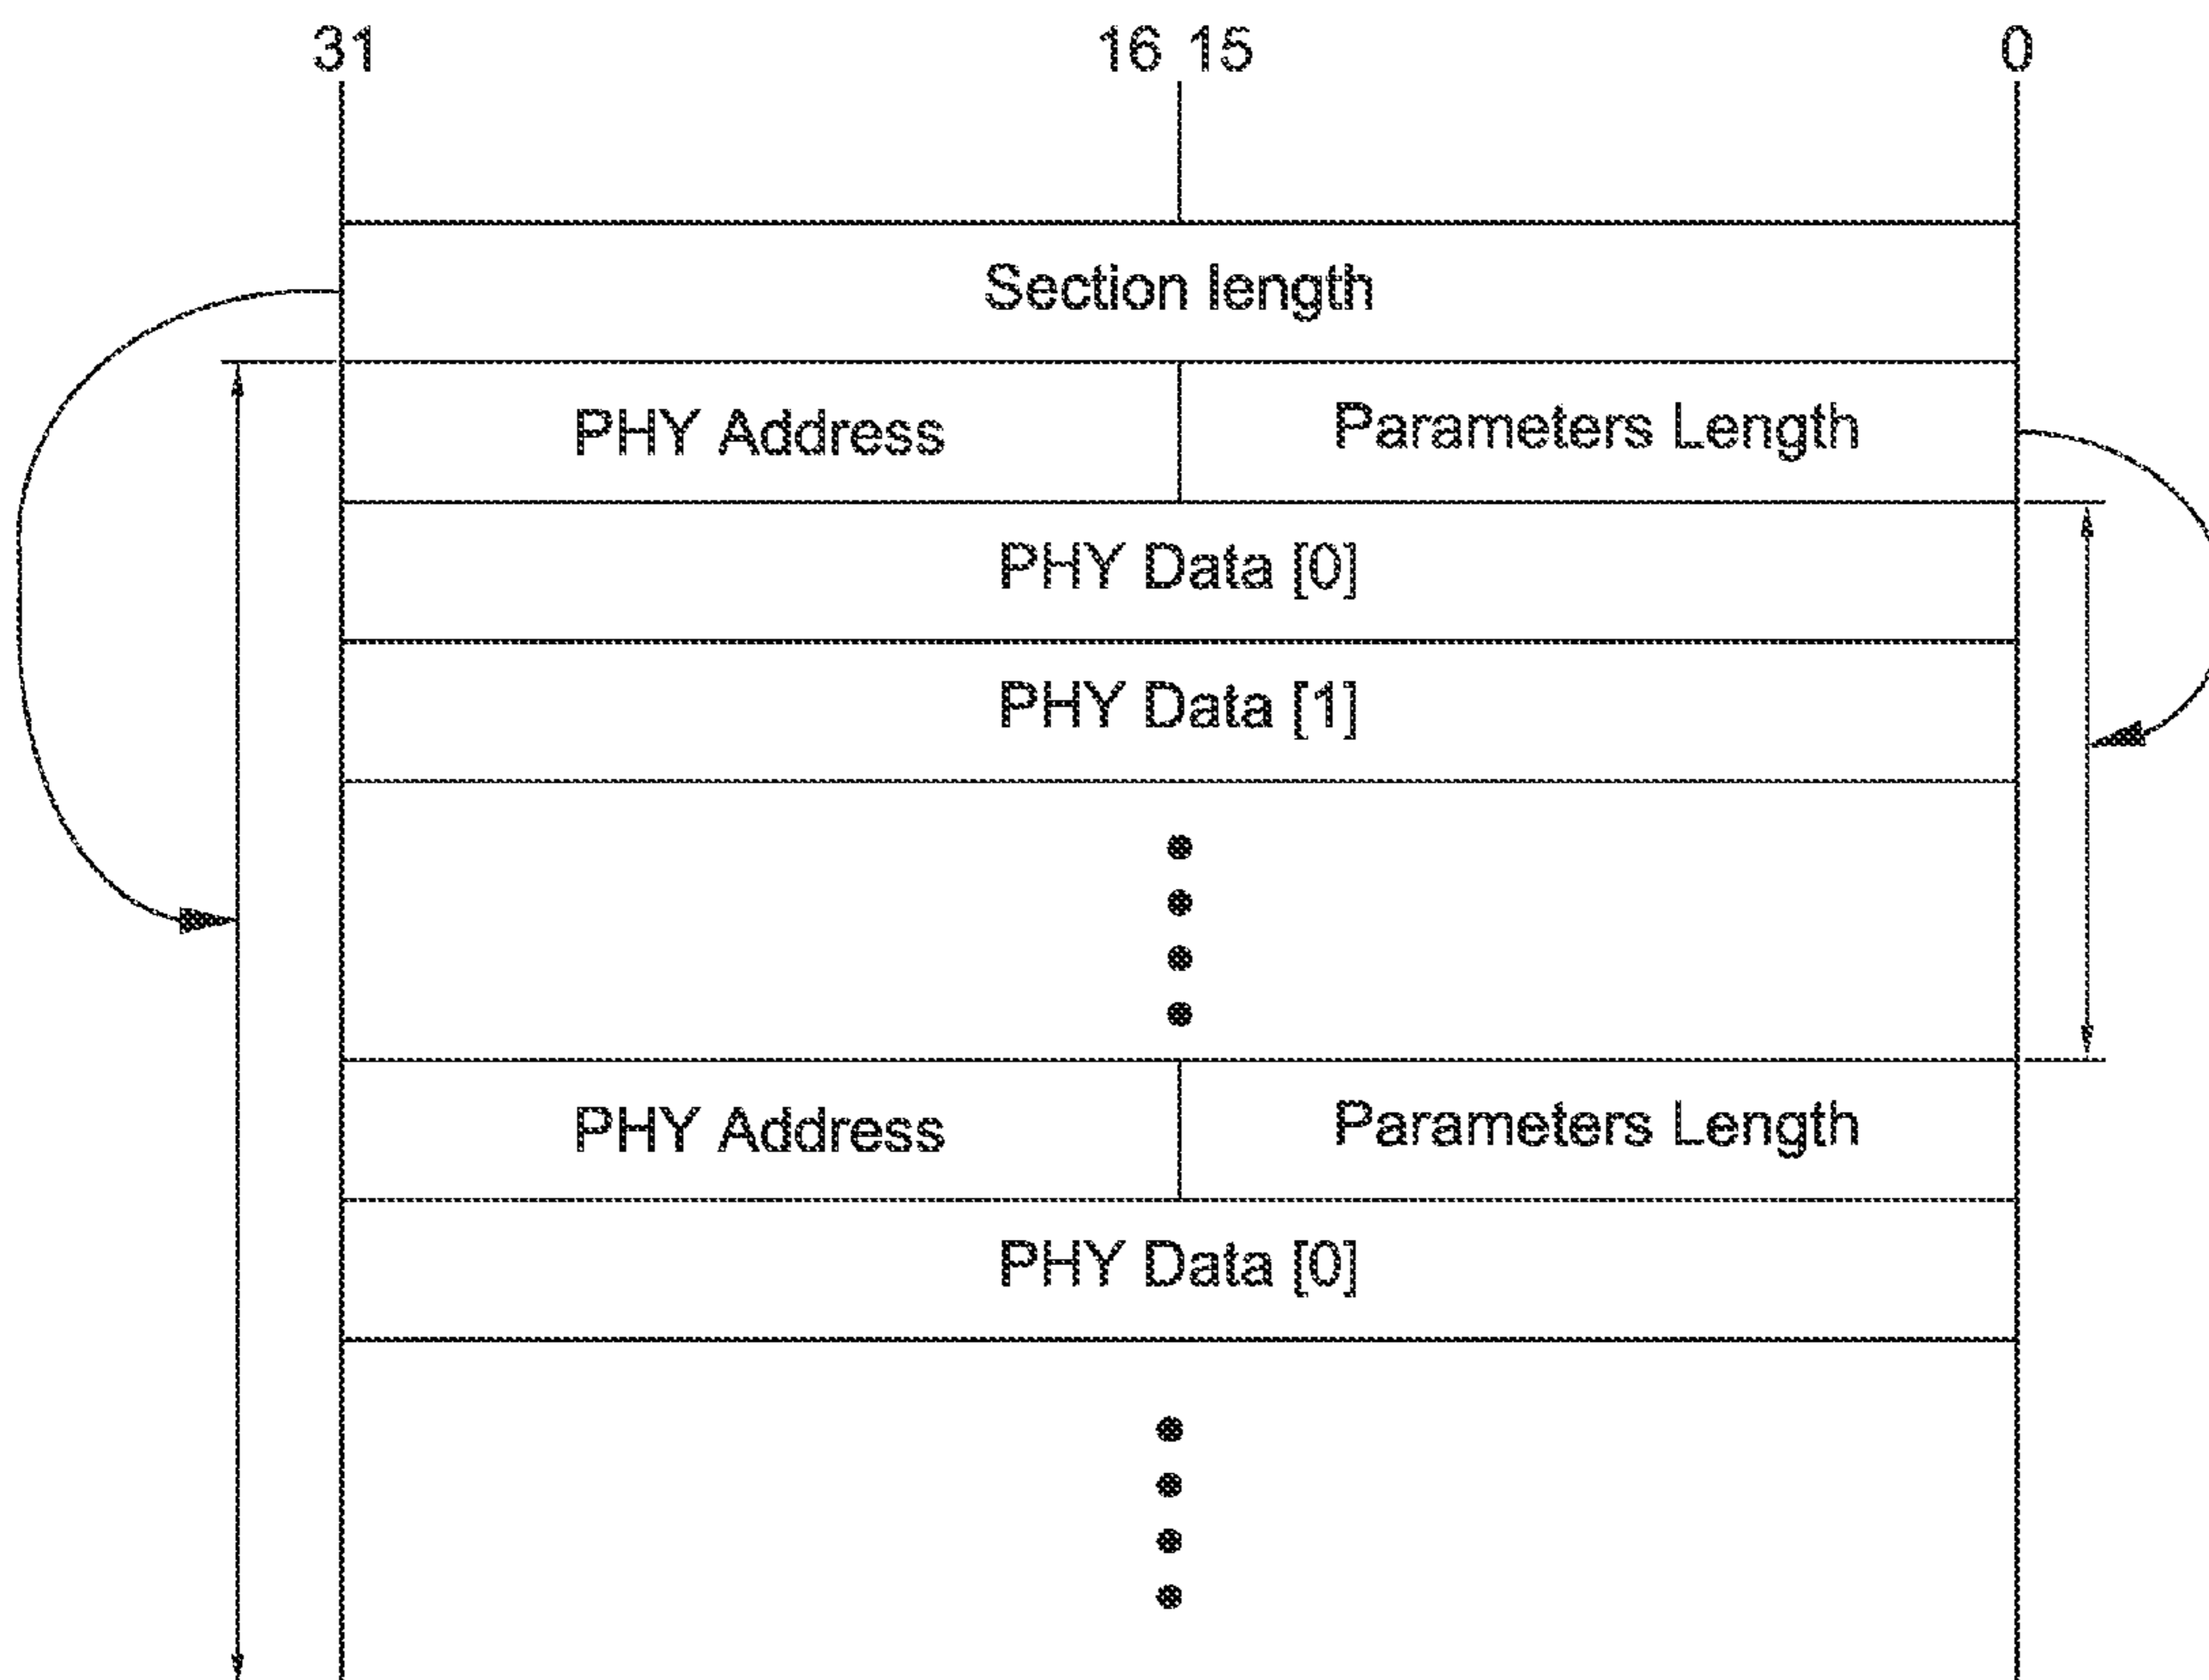 31 16 15 0
Section length
PHY Address Parameters Length
PHY Data [0]
PHY Data [1]
PHY Address Parameters Length
PHY Data [0]